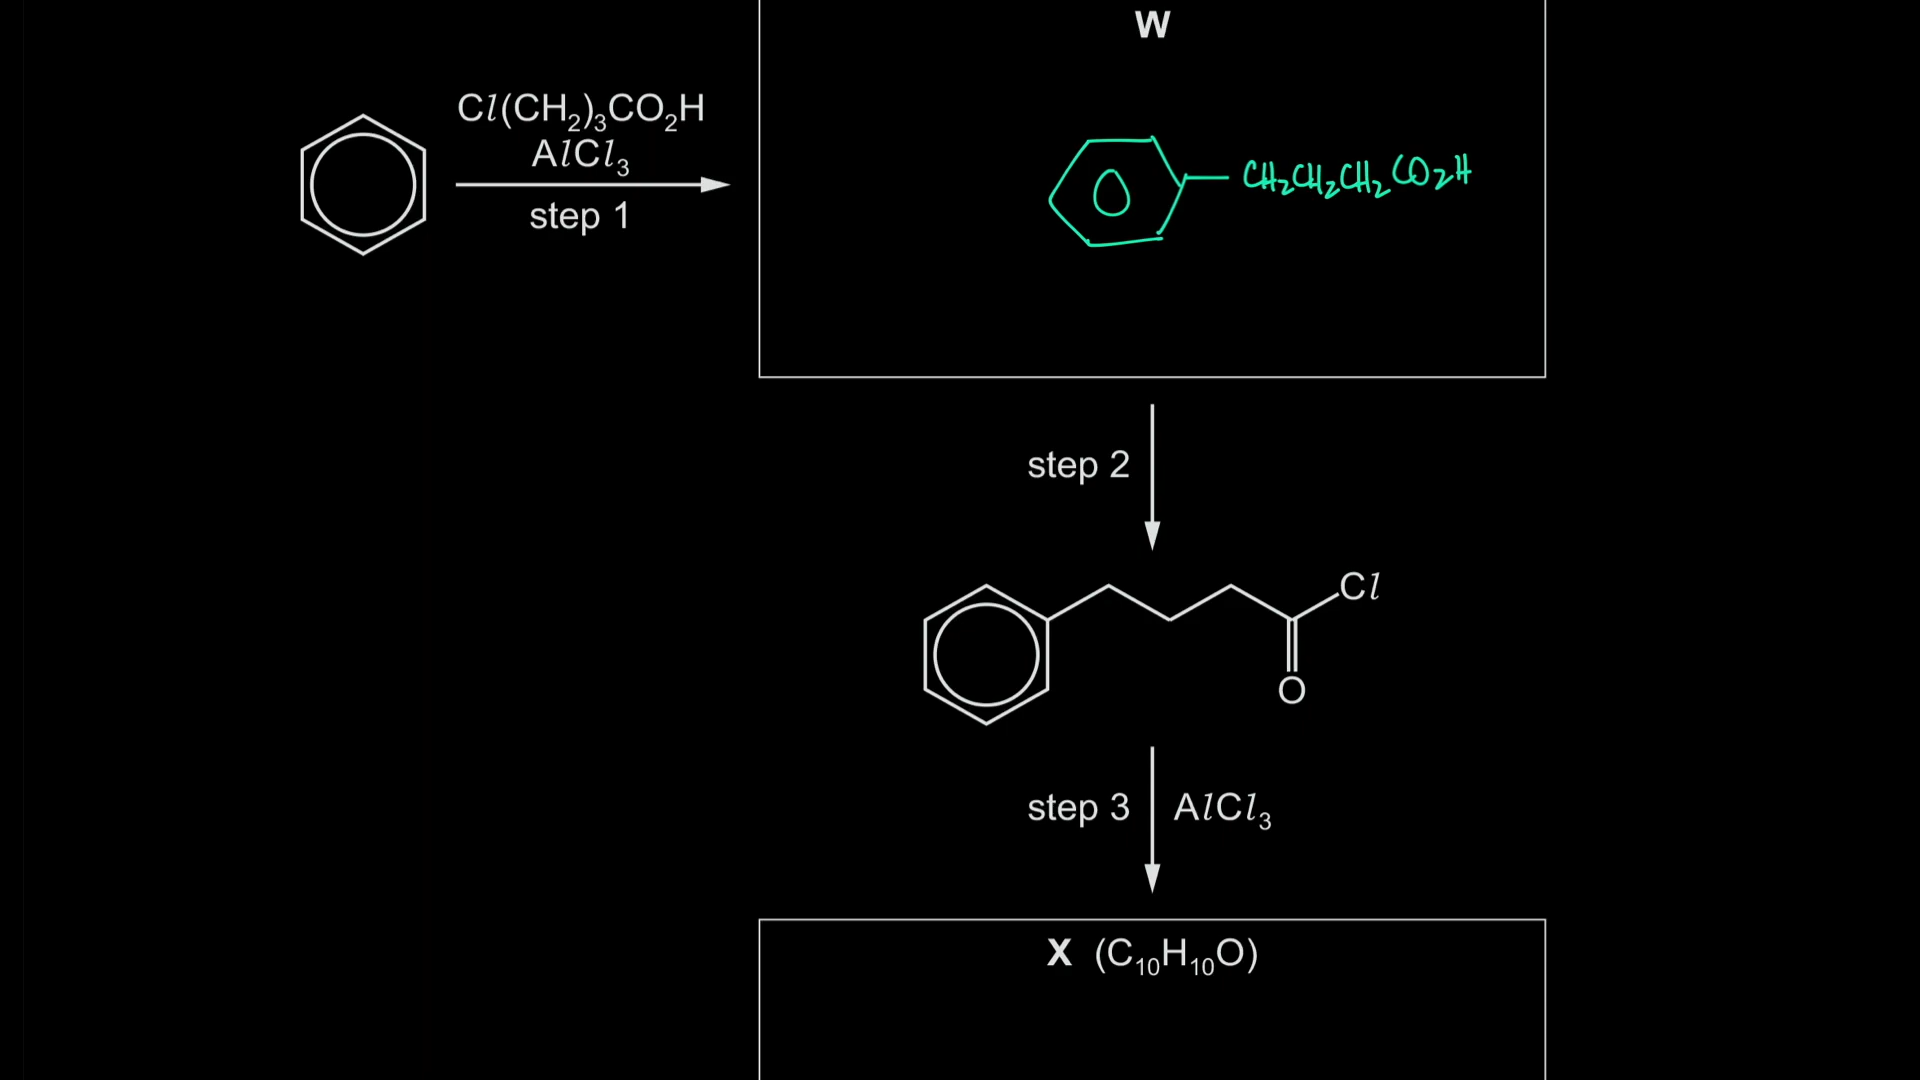 W
Cl(CH₂)₃CO₂H
AlCl₃
step 1
CH₂CH₂CH₂CO₂H
step 2
Cl
O
step 3 AlCl₃
X (C₁₀H₁₀O)